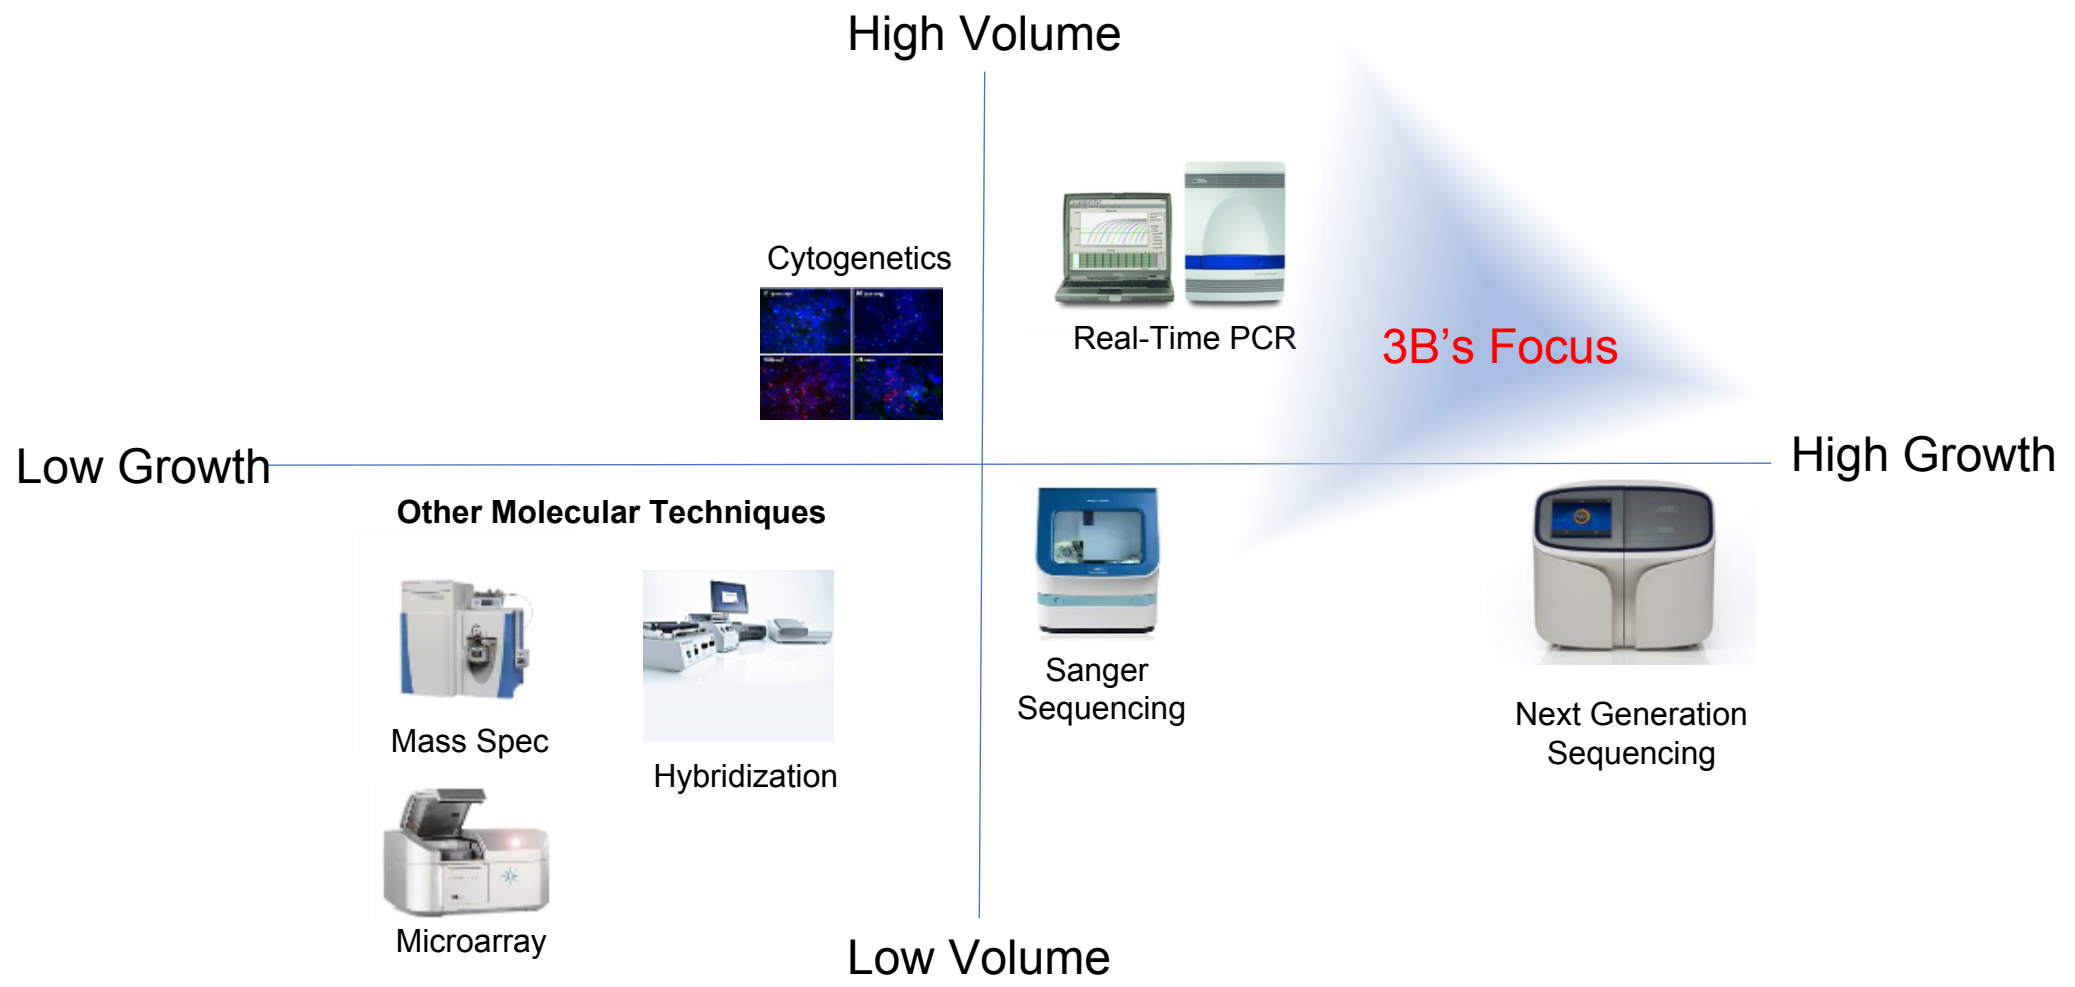 High Volume
Cytogenetics
Real-Time PCR
3B's Focus
Low Growth
High Growth
Other Molecular Techniques
Sanger
Sequencing
Mass Spec
Hybridization
Next Generation
Sequencing
Microarray
Low Volume